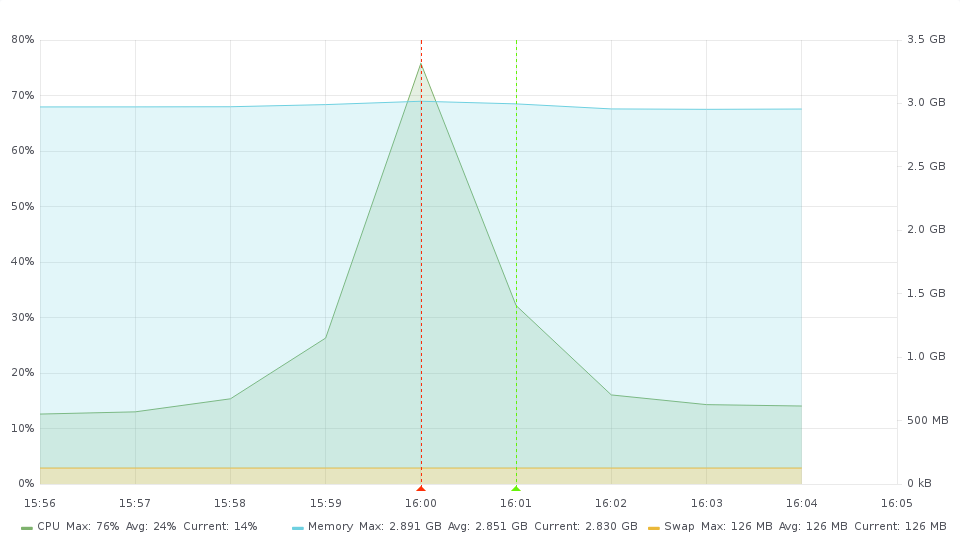 80% 3.5 GB
70% 3.0 GB
60% 2.5 GB
50% 2.0 GB
40% 1.5 GB
30% 1.0 GB
20% 500 MB
10%
0% 0 kB
15:56 15:57 15:58 15:59 16:00 16:01 16:02 16:03 16:04 16:05
CPU Max: 76% Avg: 24% Current: 14% Memory Max: 2.891 GB Avg: 2.851 GB Current: 2.830 GB Swap Max: 126 MB Avg: 126 MB Current: 126 MB